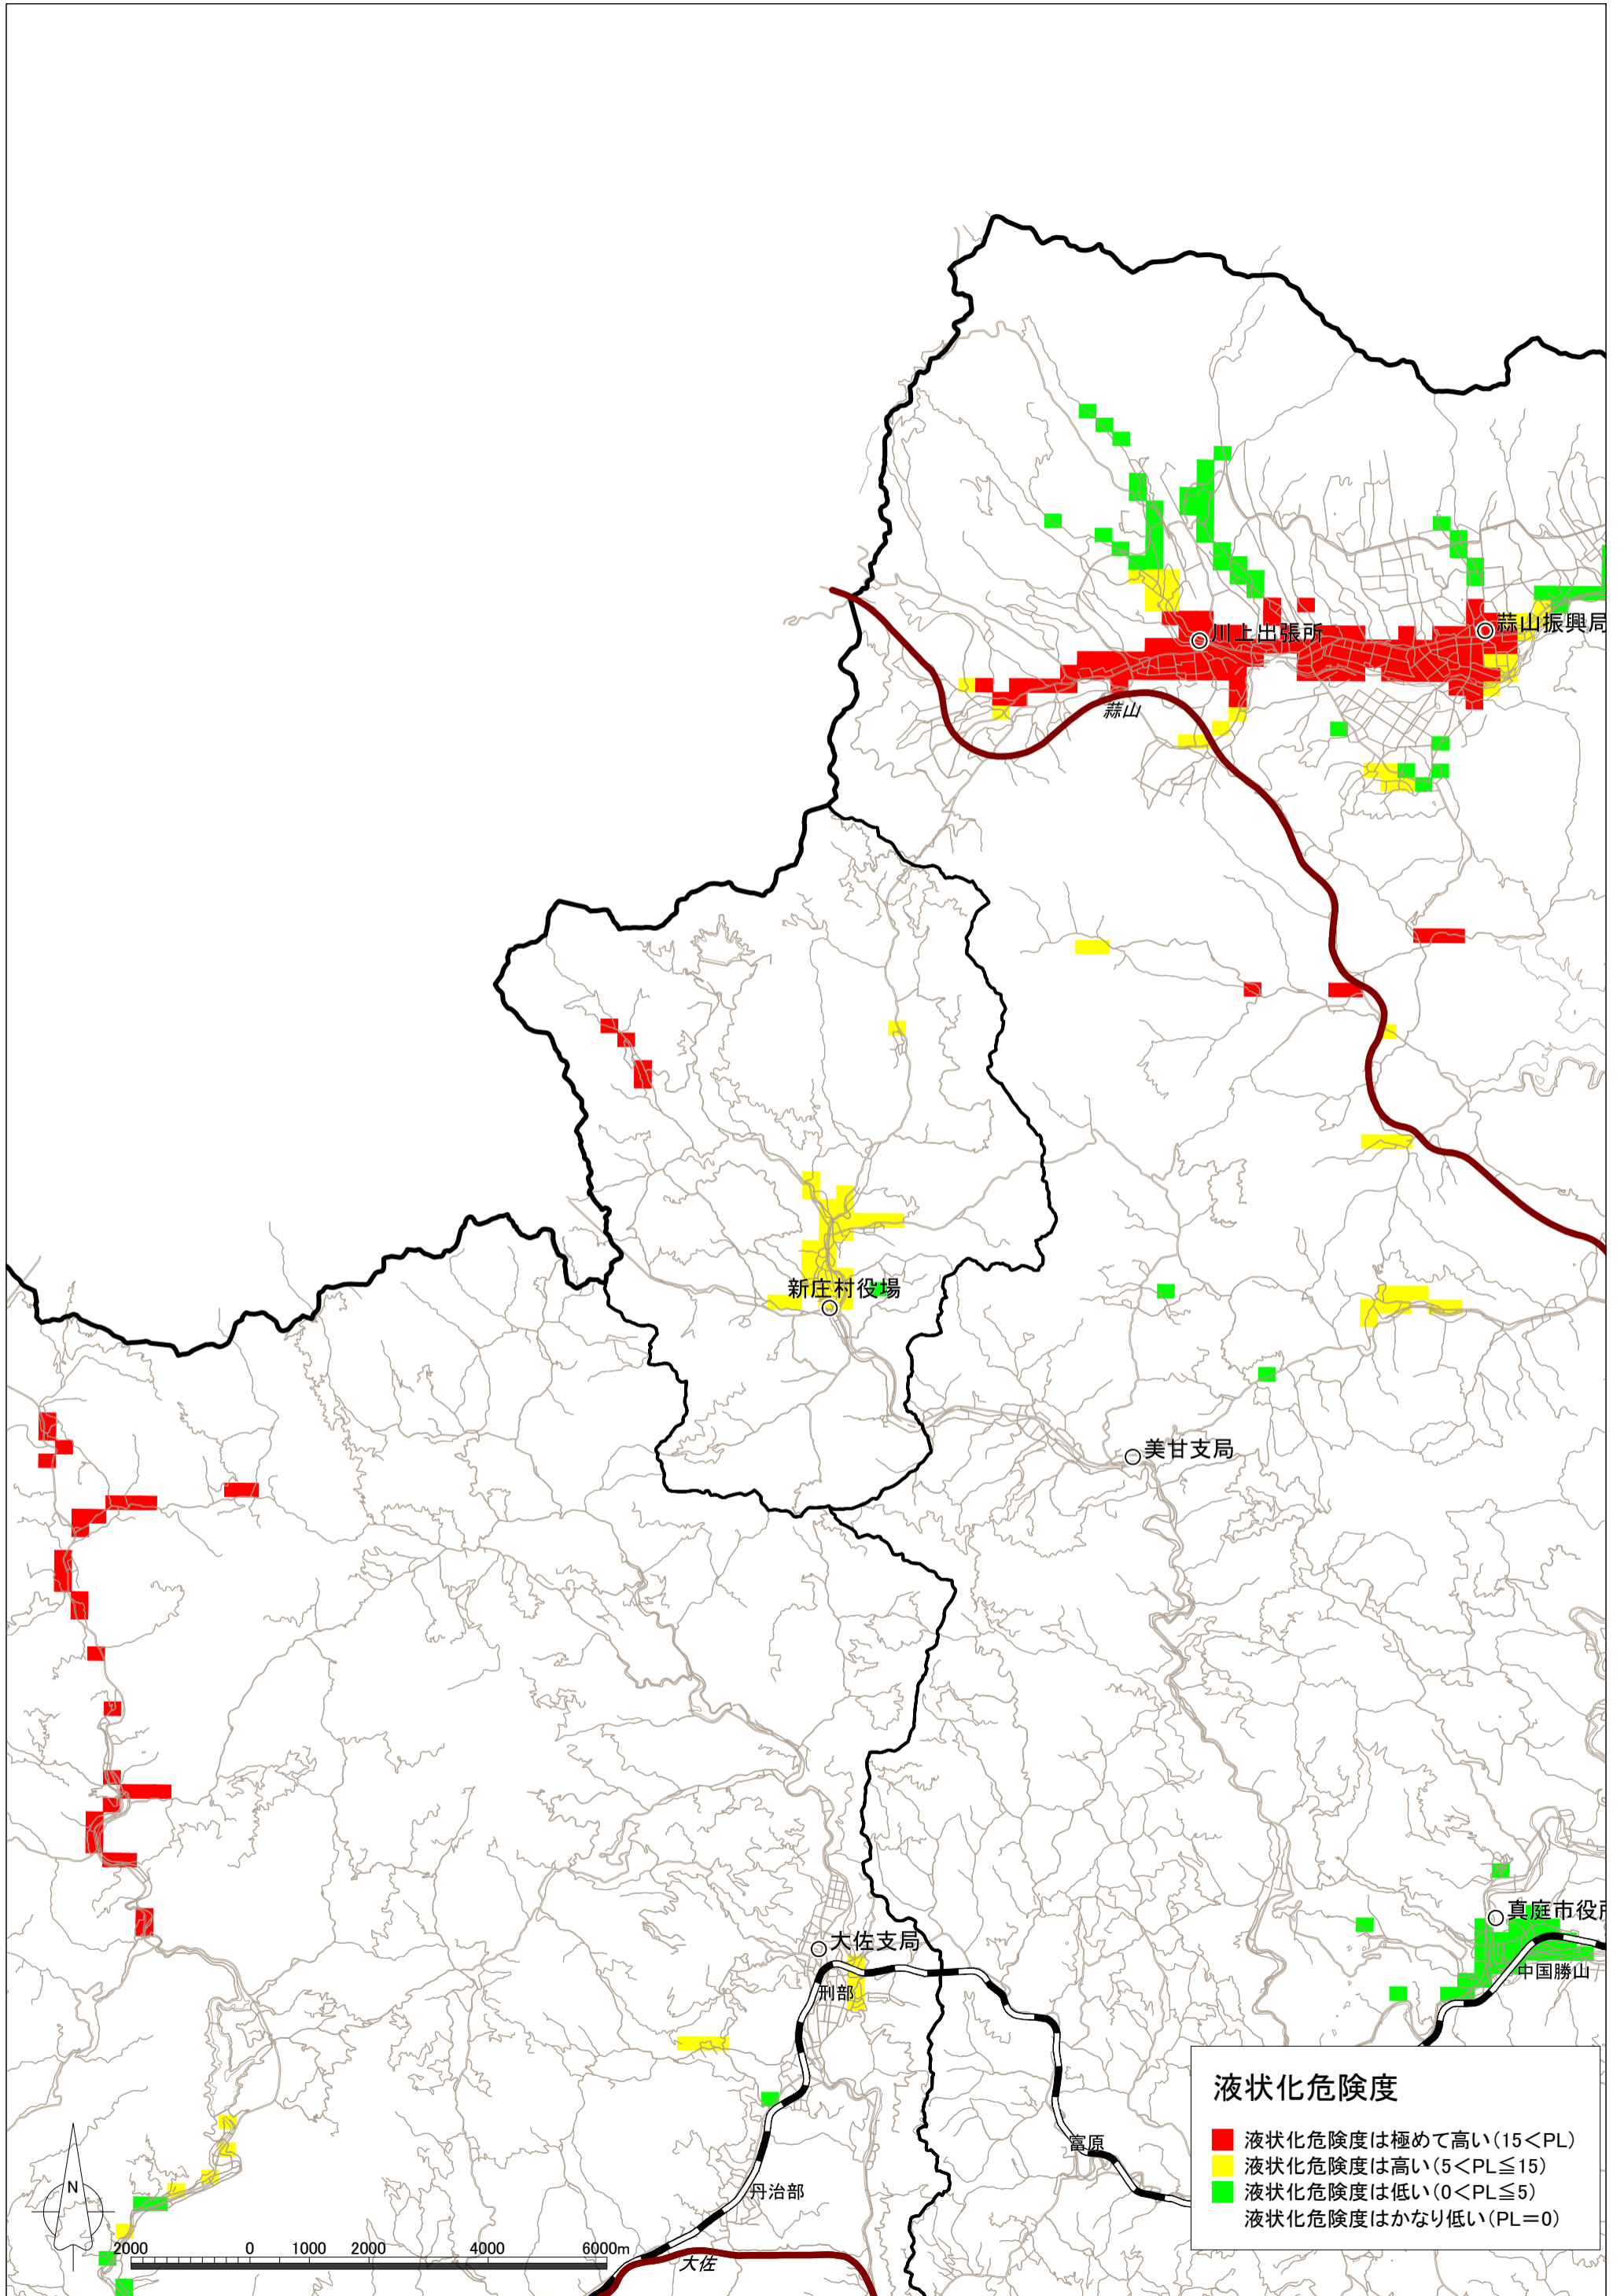 川上出張所
蒜山振興局
蒜山
新庄村役場
美甘支局
大佐支局
刑部
真庭市役
中国勝山
富原
丹治部
大佐
N
2000 0 1000 2000 4000 6000m
液状化危険度
液状化危険度は極めて高い(15<PL)
液状化危険度は高い(5<PL≦15)
液状化危険度は低い(0<PL≦5)
液状化危険度はかなり低い(PL=0)